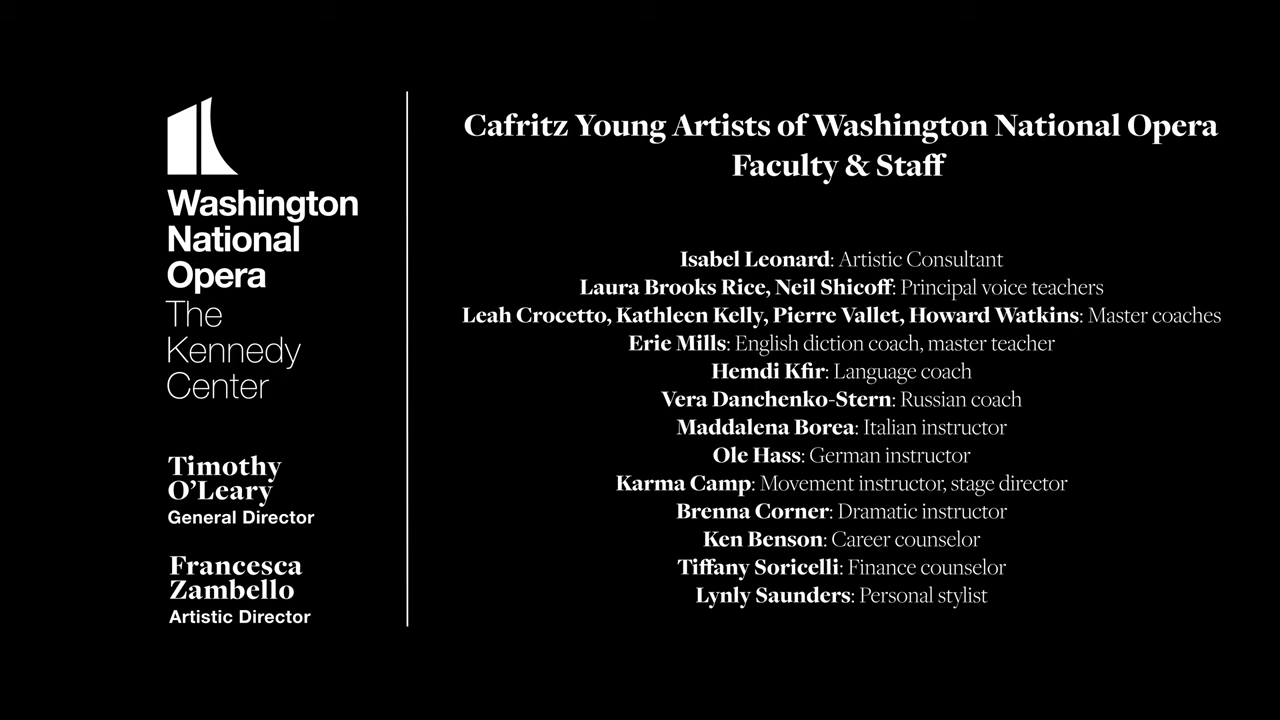 Washington
National
Opera
The
Kennedy
Center
Timothy
O’Leary
General Director
Francesca
Zambello
Artistic Director
Cafritz Young Artists of Washington National Opera
Faculty & Staff
Isabel Leonard: Artistic Consultant
Laura Brooks Rice, Neil Shicoff: Principal voice teachers
Leah Crocetto, Kathleen Kelly, Pierre Vallet, Howard Watkins: Master coaches
Erie Mills: English diction coach, master teacher
Hemdi Kfir: Language coach
Vera Danchenko-Stern: Russian coach
Maddalena Borea: Italian instructor
Ole Hass: German instructor
Karma Camp: Movement instructor, stage director
Brenna Corner: Dramatic instructor
Ken Benson: Career counselor
Tiffany Soricelli: Finance counselor
Lynly Saunders: Personal stylist